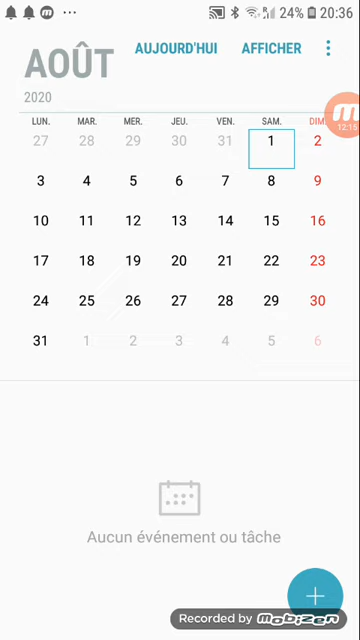 24% 20:36
AOÛT AUJOURD'HUI AFFICHER
2020
LUN. MAR. MER. JEU. VEN. SAM. DIM.
27 28 29 30 31 1 2
12:15
3 4 5 6 7 8 9
10 11 12 13 14 15 16
17 18 19 20 21 22 23
24 25 26 27 28 29 30
31 1 2 3 4 5 6
Aucun événement ou tâche
Recorded by Mobizen